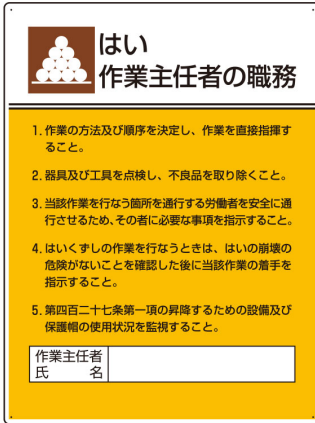 はい
作業主任者の職務
1. 作業の方法及び順序を決定し、作業を直接指揮す
ること。
2. 器具及び工具を点検し、不良品を取り除くこと。
3. 当該作業を行なう箇所を通行する労働者を安全に通
行させるため、その者に必要な事項を指示すること。
4. はいくずしの作業を行なうときは、はいの崩壊の
危険がないことを確認した後に当該作業の着手を
指示すること。
5. 第四百二十七条第一項の昇降するための設備及び
保護帽の使用状況を監視すること。
作業主任者
氏 名